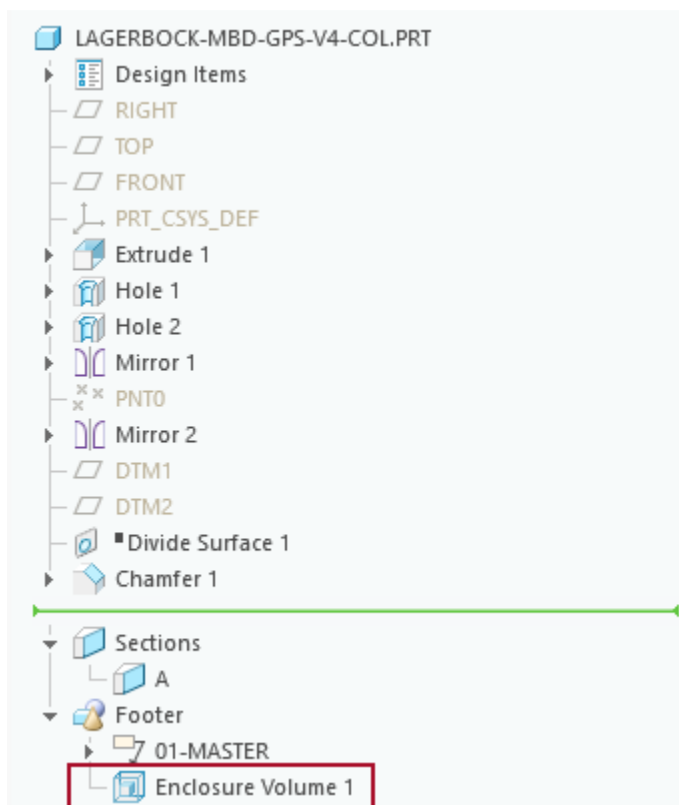 LAGERBOCK-MBD-GPS-V4-COL.PRT
Design Items
RIGHT
TOP
FRONT
PRT_CSYS_DEF
Extrude 1
Hole 1
Hole 2
Mirror 1
PNT0
Mirror 2
DTM1
DTM2
Divide Surface 1
Chamfer 1
Sections
A
Footer
01-MASTER
Enclosure Volume 1